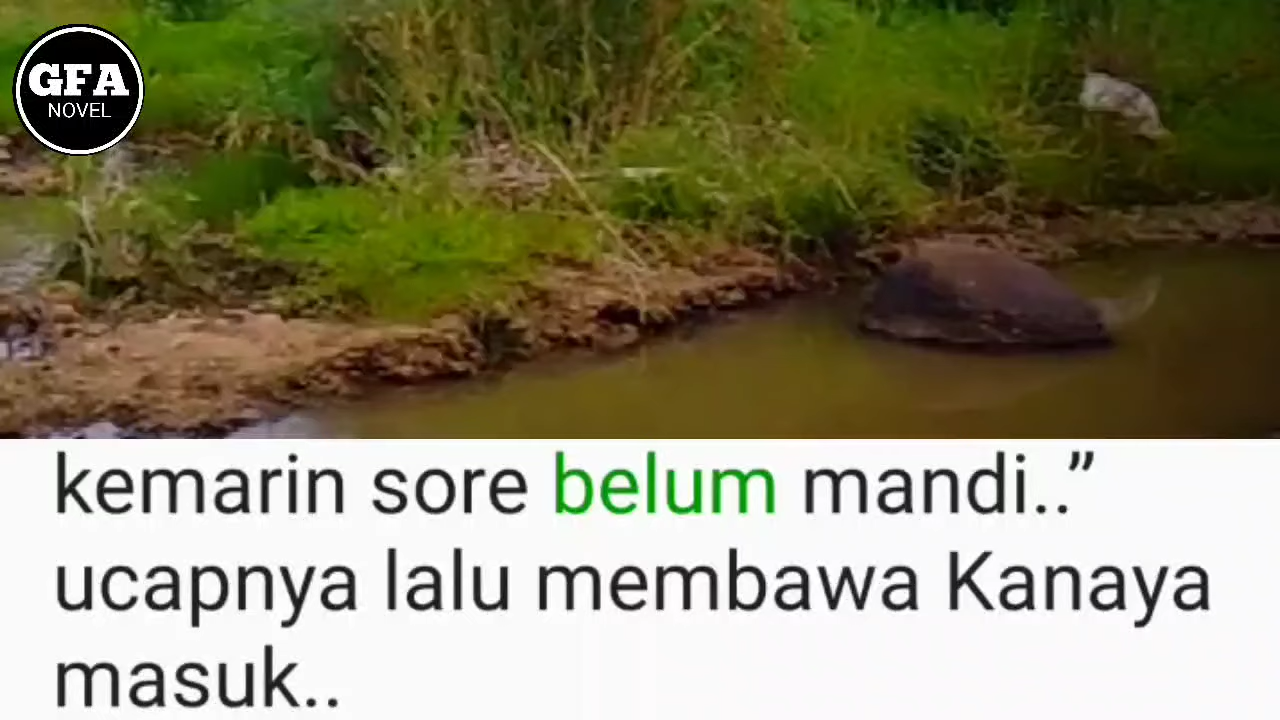 GFA
NOVEL
kemarin sore belum mandi..”
ucapnya lalu membawa Kanaya
masuk..